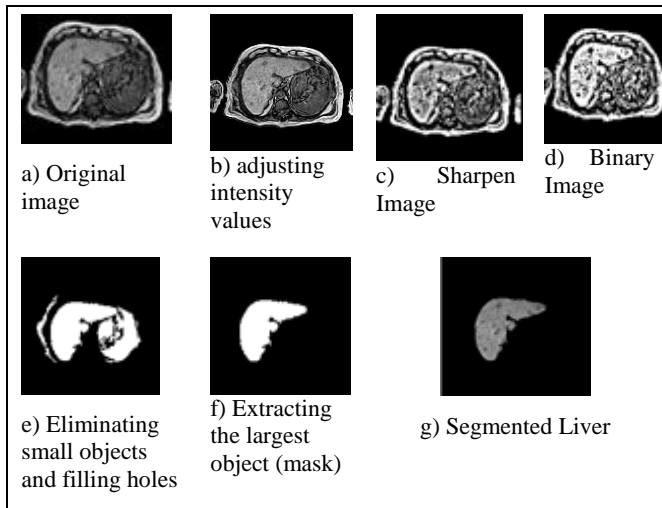 a) Original
image
b) adjusting
intensity
values
c) Sharpen
Image
d) Binary
Image
e) Eliminating
small objects
and filling holes
f) Extracting
the largest
object (mask)
g) Segmented Liver